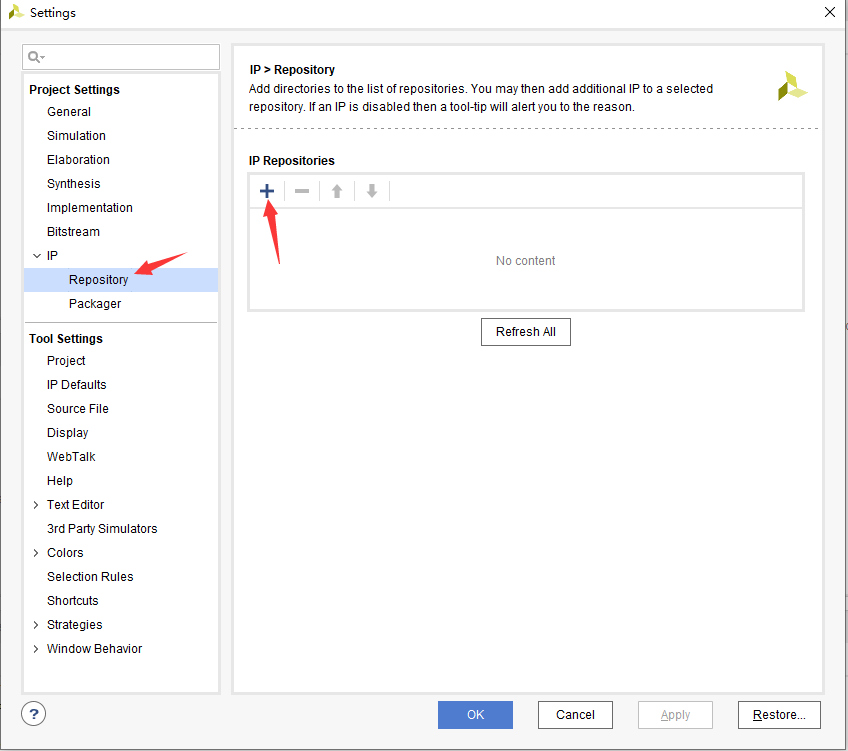 Settings
Project Settings
General
Simulation
Elaboration
Synthesis
Implementation
Bitstream
IP
Repository
Packager
Tool Settings
Project
IP Defaults
Source File
Display
WebTalk
Help
Text Editor
3rd Party Simulators
Colors
Selection Rules
Shortcuts
Strategies
Window Behavior
IP > Repository
Add directories to the list of repositories. You may then add additional IP to a selected
repository. If an IP is disabled then a tool-tip will alert you to the reason.
IP Repositories
No content
Refresh All
?
OK
Cancel
Apply
Restore...